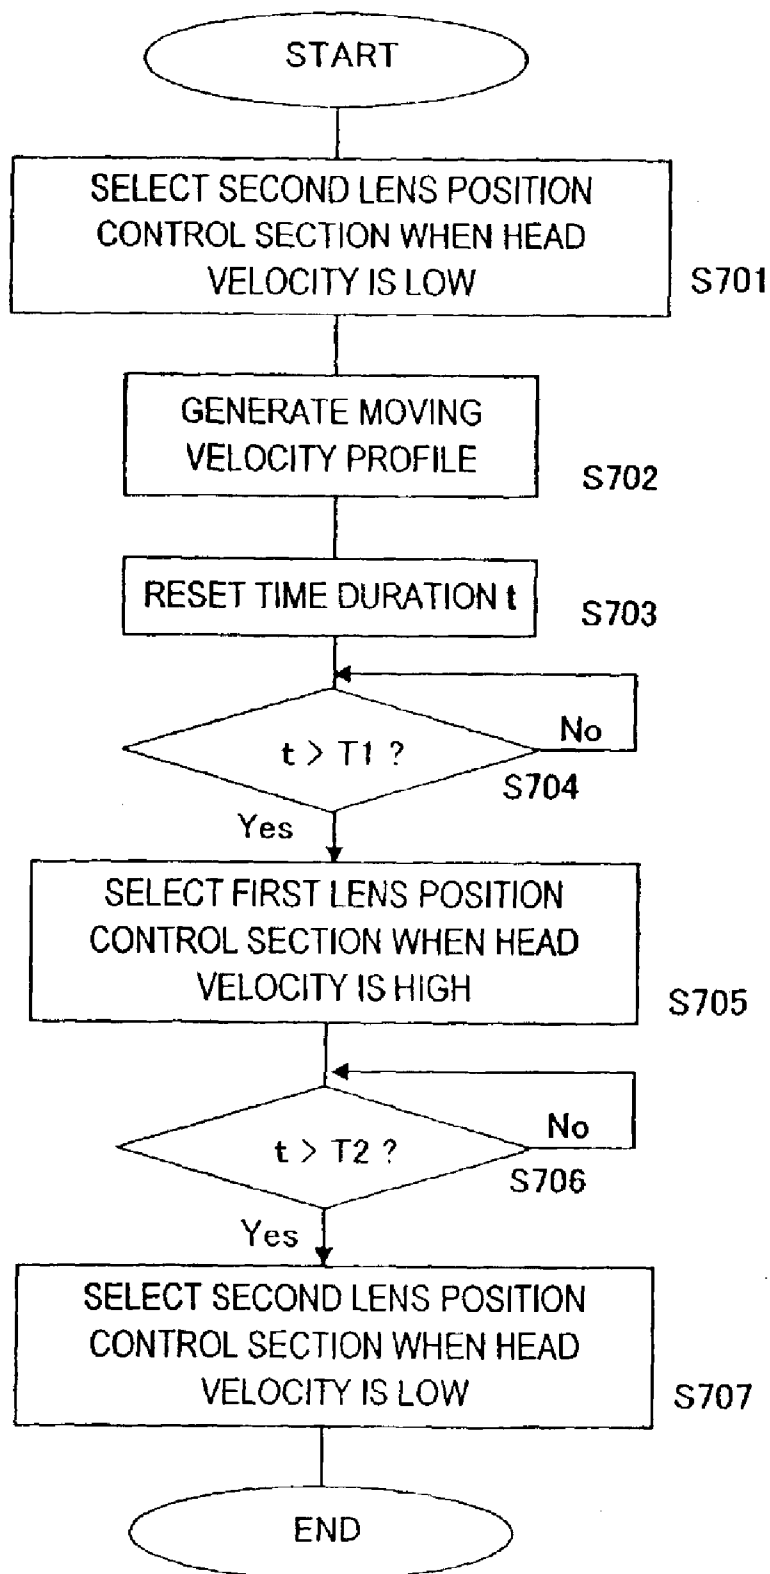 START
SELECT SECOND LENS POSITION
CONTROL SECTION WHEN HEAD
VELOCITY IS LOW
S701
GENERATE MOVING
VELOCITY PROFILE
S702
RESET TIME DURATION t
S703
No
t > T1 ?
S704
Yes
SELECT FIRST LENS POSITION
CONTROL SECTION WHEN HEAD
VELOCITY IS HIGH
S705
No
t > T2 ?
S706
Yes
SELECT SECOND LENS POSITION
CONTROL SECTION WHEN HEAD
VELOCITY IS LOW
S707
END